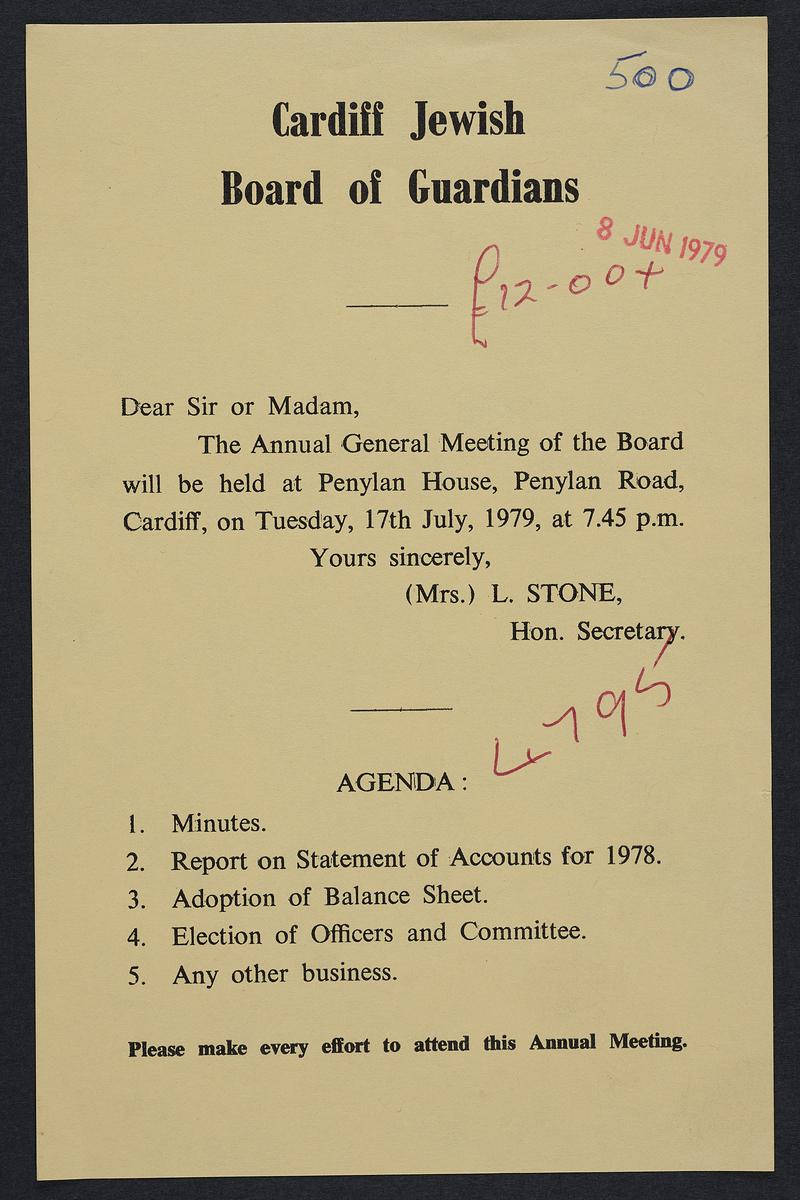 500
Cardiff Jewish
Board of Guardians
8 JUN 1979
£12-00+
Dear Sir or Madam,
The Annual General Meeting of the Board
will be held at Penylan House, Penylan Road,
Cardiff, on Tuesday, 17th July, 1979, at 7.45 p.m.
Yours sincerely,
(Mrs.) L. STONE,
Hon. Secretary.
4795
AGENDA :
1. Minutes.
2. Report on Statement of Accounts for 1978.
3. Adoption of Balance Sheet.
4. Election of Officers and Committee.
5. Any other business.
Please make every effort to attend this Annual Meeting.